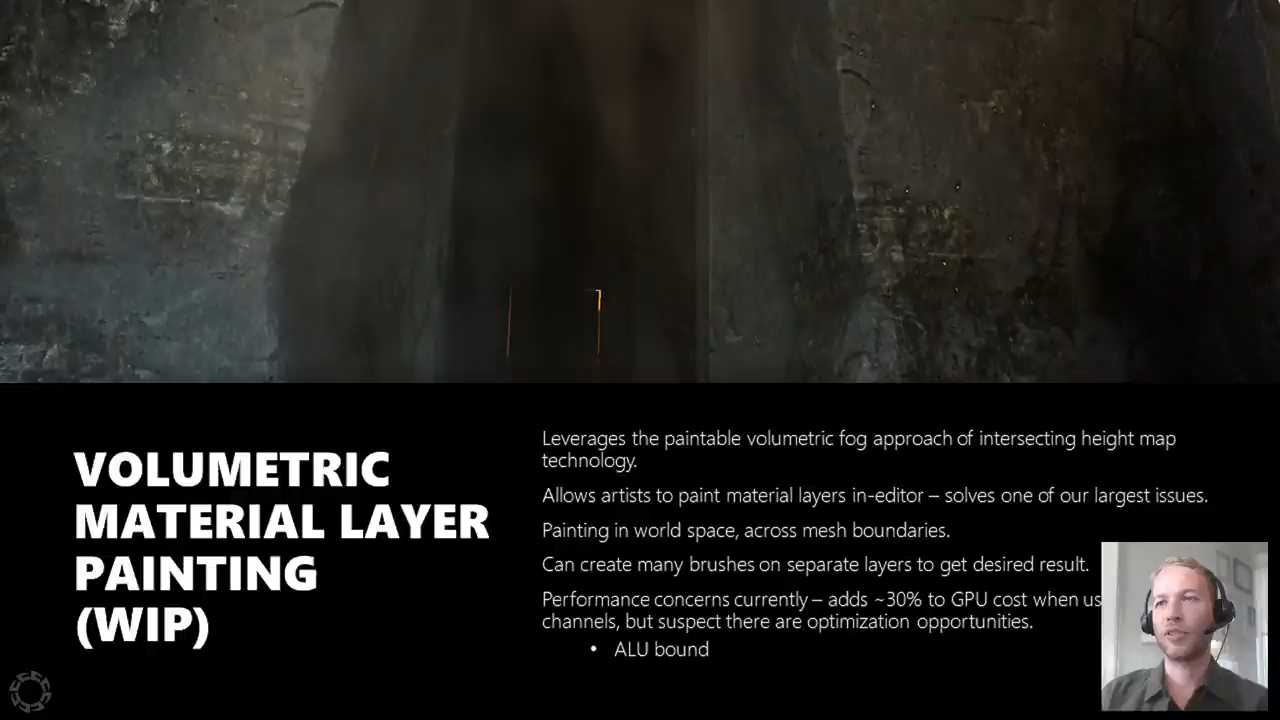 VOLUMETRIC
MATERIAL LAYER
PAINTING
(WIP)
Leverages the paintable volumetric fog approach of intersecting height map
technology.
Allows artists to paint material layers in-editor – solves one of our largest issues.
Painting in world space, across mesh boundaries.
Can create many brushes on separate layers to get desired result.
Performance concerns currently – adds ~30% to GPU cost when us
channels, but suspect there are optimization opportunities.
• ALU bound